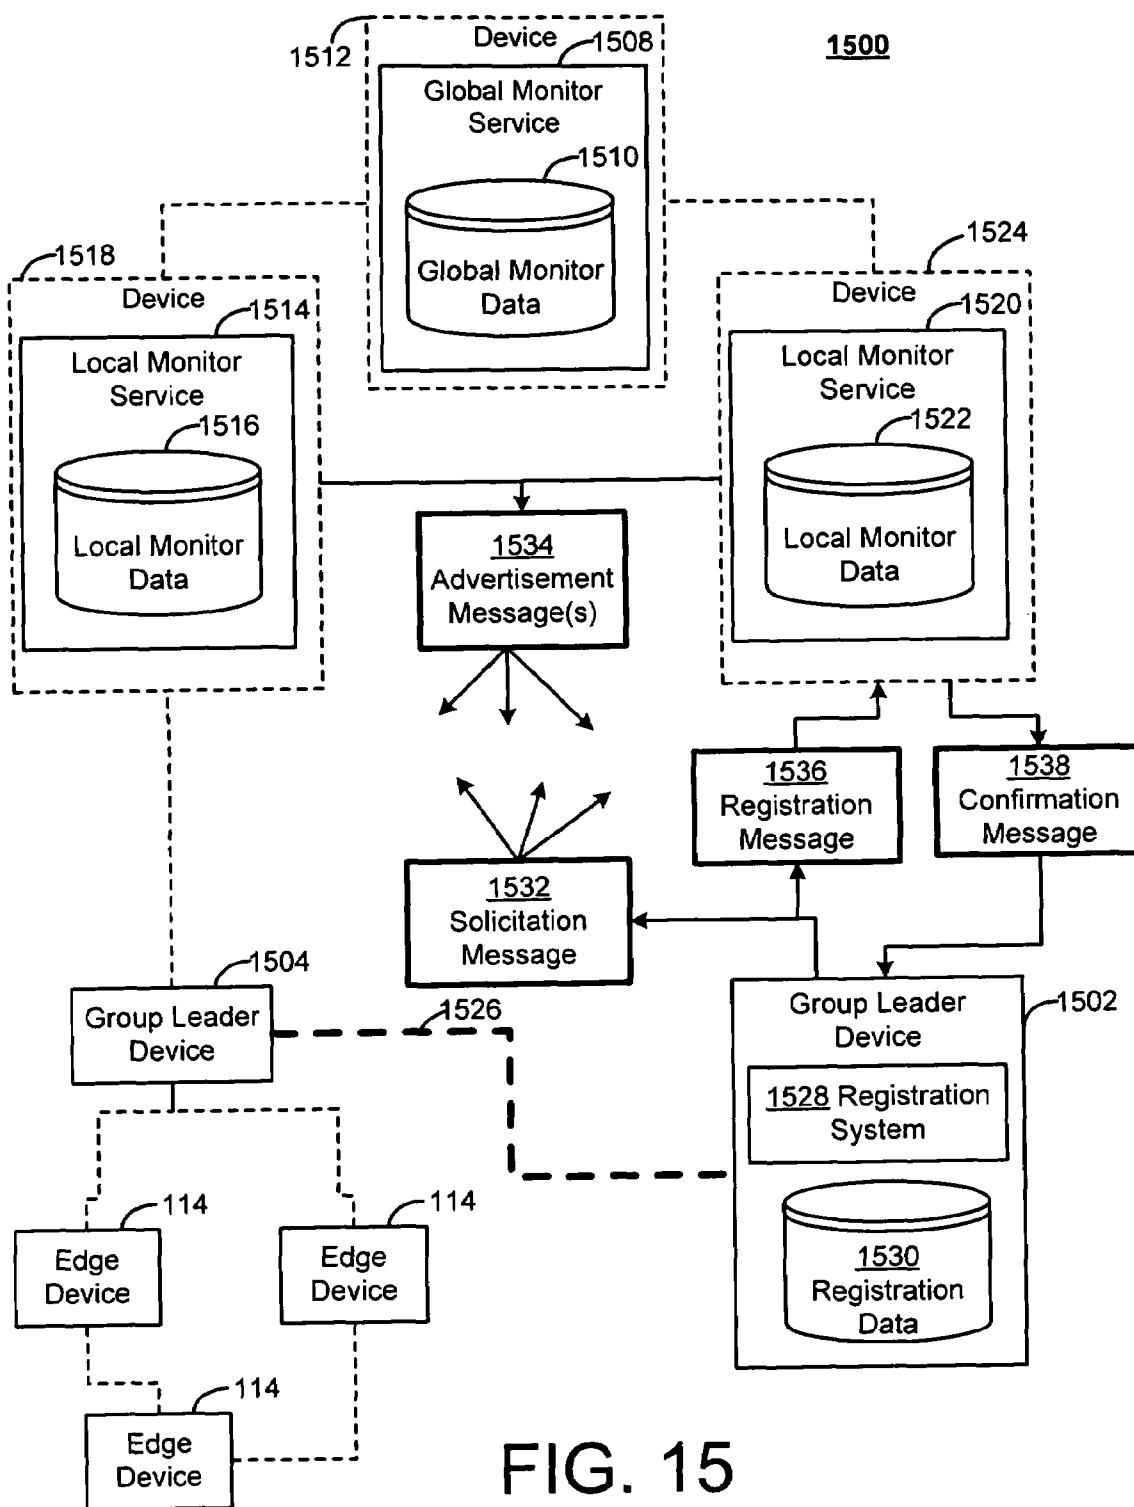 1512
Device
1508
1500
Global Monitor
Service
1510
Global Monitor
Data
1518
Device
1514
Local Monitor
Service
1516
Local Monitor
Data
1524
Device
1520
Local Monitor
Service
1522
Local Monitor
Data
1534
Advertisement
Message(s)
1536
Registration
Message
1538
Confirmation
Message
1532
Solicitation
Message
1504
Group Leader
Device
1526
Group Leader
Device
1502
1528 Registration
System
1530
Registration
Data
114
Edge
Device
114
Edge
Device
114
Edge
Device
FIG. 15